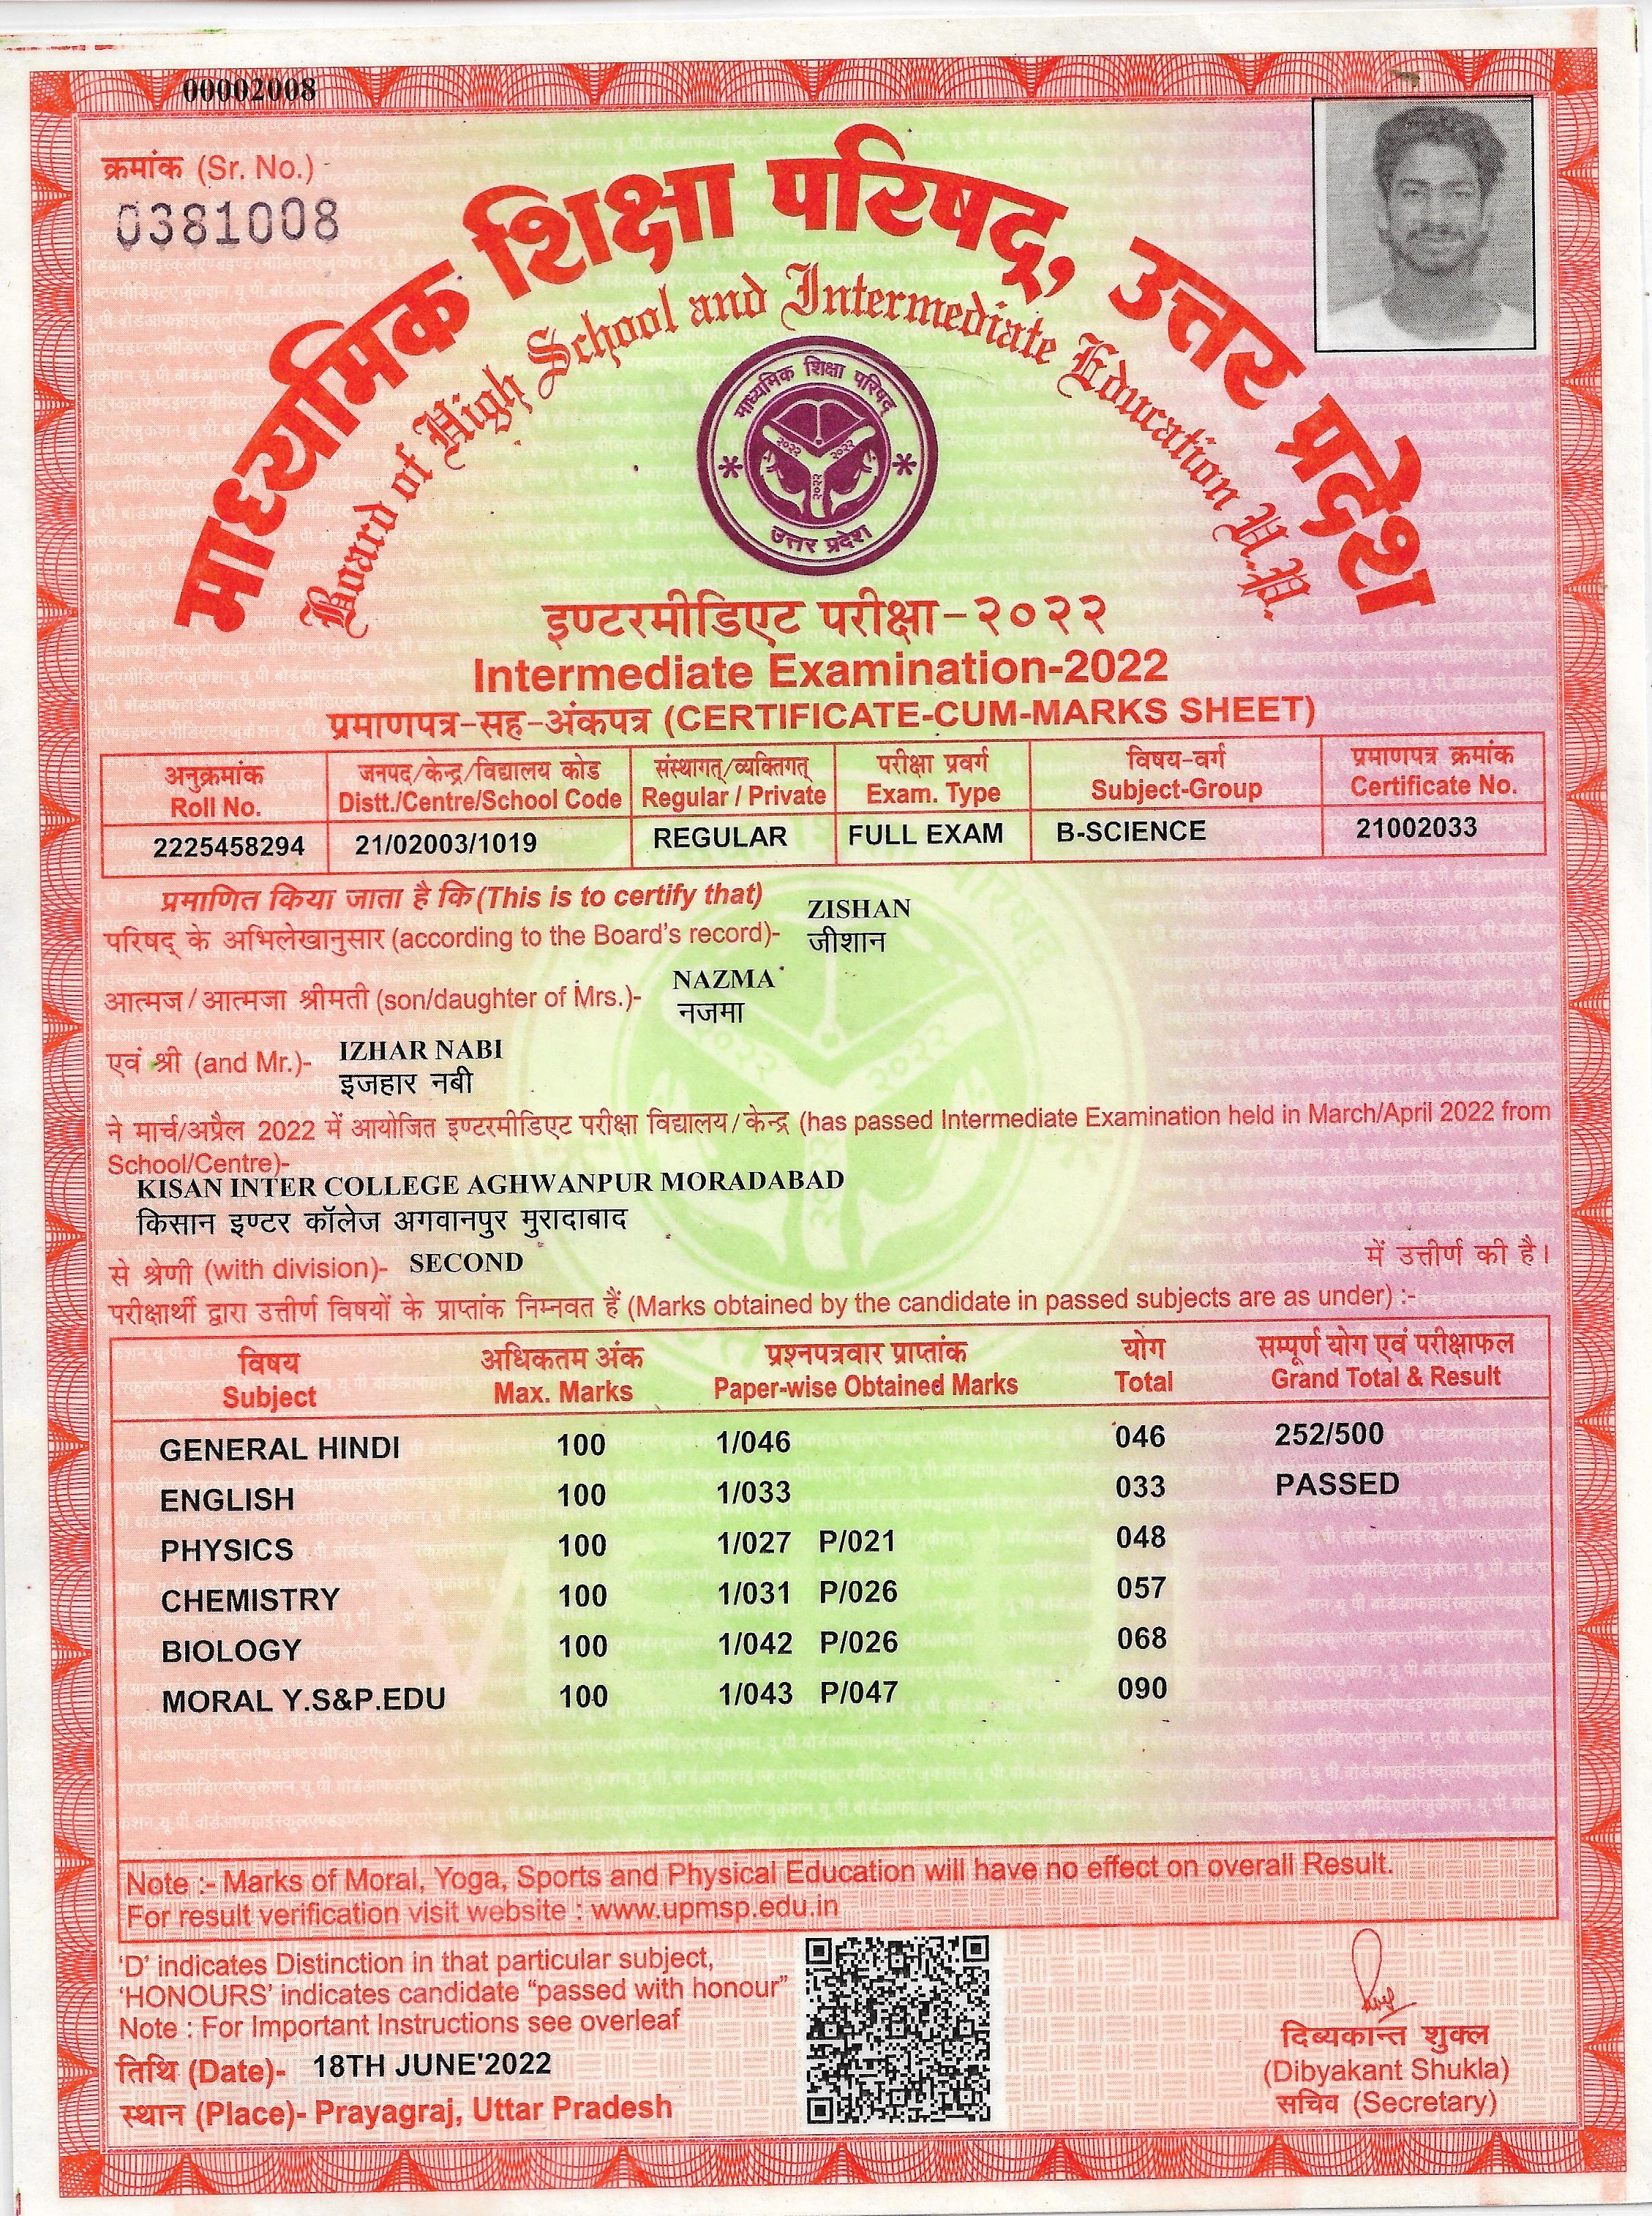 00002008
क्रमांक (Sr. No.)
0381008
माध्यमिक शिक्षा परिषद्, उत्तर प्रदेश
Board of High School and Intermediate Education U.P.
माध्यमिक शिक्षा परिषद्
२०२२ २०२२
२०२२
उत्तर प्रदेश
इण्टरमीडिएट परीक्षा-२०२२
Intermediate Examination-2022
प्रमाणपत्र-सह-अंकपत्र (CERTIFICATE-CUM-MARKS SHEET)
अनुक्रमांक जनपद/केन्द्र/विद्यालय कोड संस्थागत्/व्यक्तिगत् परीक्षा प्रवर्ग विषय-वर्ग प्रमाणपत्र क्रमांक
Roll No. Distt./Centre/School Code Regular / Private Exam. Type Subject-Group Certificate No.
2225458294 21/02003/1019 REGULAR FULL EXAM B-SCIENCE 21002033
प्रमाणित किया जाता है कि (This is to certify that) ZISHAN
परिषद् के अभिलेखानुसार (according to the Board's record)- जीशान
NAZMA
आत्मज/आत्मजा श्रीमती (son/daughter of Mrs.)- नजमा
एवं श्री (and Mr.)- IZHAR NABI
इजहार नबी
ने मार्च/अप्रैल 2022 में आयोजित इण्टरमीडिएट परीक्षा विद्यालय/केन्द्र (has passed Intermediate Examination held in March/April 2022 from
School/Centre)-
KISAN INTER COLLEGE AGHWANPUR MORADABAD
किसान इण्टर कॉलेज अगवानपुर मुरादाबाद
से श्रेणी (with division)- SECOND में उत्तीर्ण की है।
परीक्षार्थी द्वारा उत्तीर्ण विषयों के प्राप्तांक निम्नवत हैं (Marks obtained by the candidate in passed subjects are as under) :-
विषय अधिकतम अंक प्रश्नपत्रवार प्राप्तांक योग सम्पूर्ण योग एवं परीक्षाफल
Subject Max. Marks Paper-wise Obtained Marks Total Grand Total & Result
GENERAL HINDI 100 1/046 046 252/500
ENGLISH 100 1/033 033 PASSED
PHYSICS 100 1/027 P/021 048
CHEMISTRY 100 1/031 P/026 057
BIOLOGY 100 1/042 P/026 068
MORAL Y.S&P.EDU 100 1/043 P/047 090
Note :- Marks of Moral, Yoga, Sports and Physical Education will have no effect on overall Result.
For result verification visit website : www.upmsp.edu.in
'D' indicates Distinction in that particular subject,
'HONOURS' indicates candidate "passed with honour"
Note : For Important Instructions see overleaf
तिथि (Date)- 18TH JUNE'2022
स्थान (Place)- Prayagraj, Uttar Pradesh
दिब्यकान्त शुक्ल
(Dibyakant Shukla)
सचिव (Secretary)